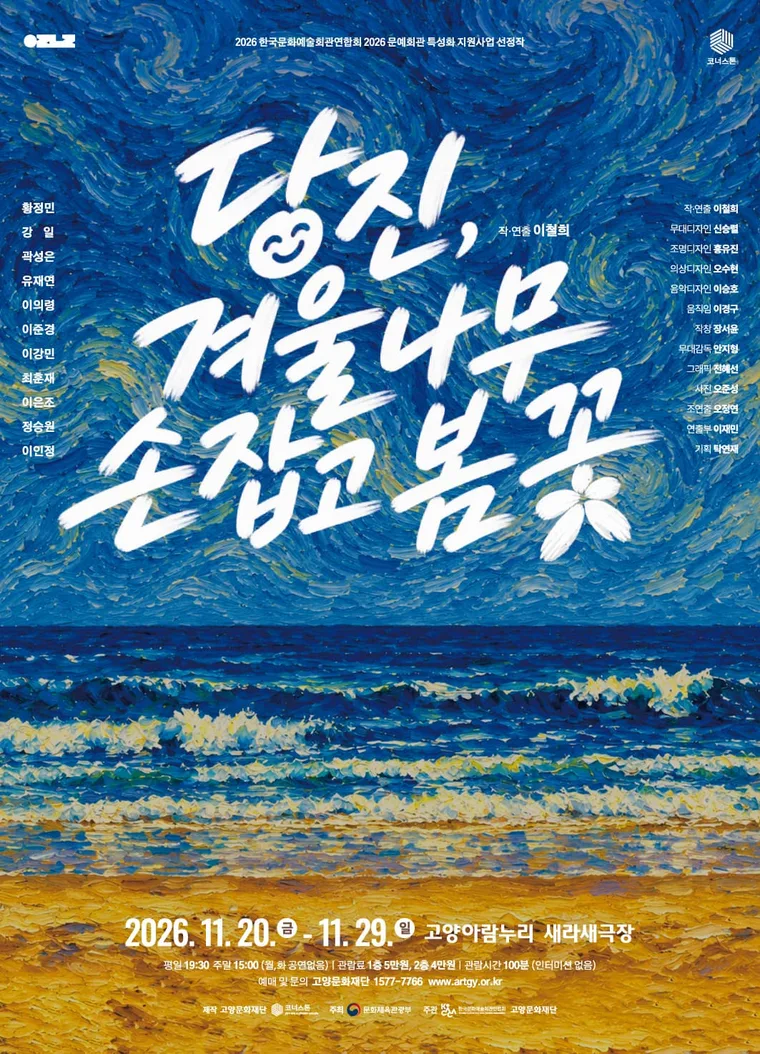 2026 한국문화예술회관연합회 2026 문예회관 특성화 지원사업 선정작
코너스톤
당진,
작·연출 이철희
겨울나무
손잡고 봄 꽃
황정민
강 일
곽성은
유재연
이의령
이준경
이강민
최훈재
이은조
정승원
이인정
작·연출 이철희
무대디자인 신승렬
조명디자인 홍유진
의상디자인 오수현
음악디자인 이승호
움직임 이경구
작창 장서윤
무대감독 안지형
그래픽 천혜선
사진 오준성
조연출 오정연
연출부 이재민
기획 탁연재
2026. 11. 20.금 - 11. 29.일 고양아람누리 새라새극장
평일 19:30 주일 15:00 (월,화 공연없음) | 관람료 1층 5만원, 2층 4만원 | 관람시간 100분 (인터미션 없음)
예매 및 문의 고양문화재단 1577-7766 www.artgy.or.kr
제작 고양문화재단 코너스톤 주최 문화체육관광부 주관 한국문화예술회관연합회 고양문화재단